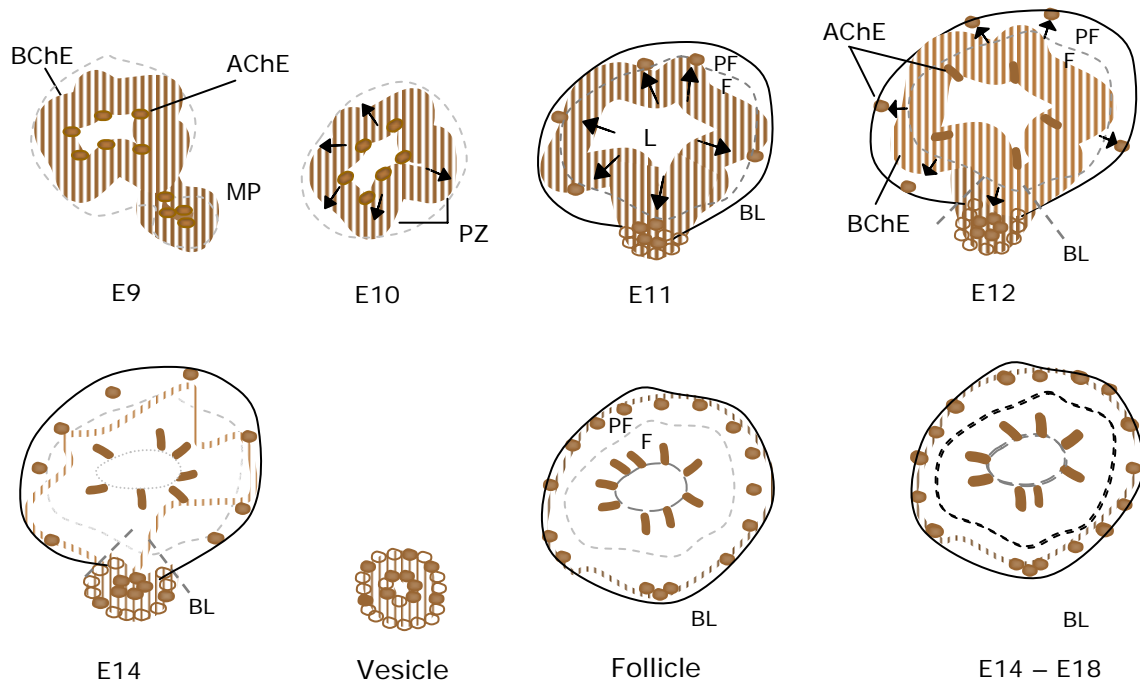 BChE
AChE
MP
E9
PZ
E10
PF
F
L
BL
E11
AChE
PF
F
BChE
BL
E12
BL
E14
Vesicle
PF
F
BL
Follicle
BL
E14 – E18